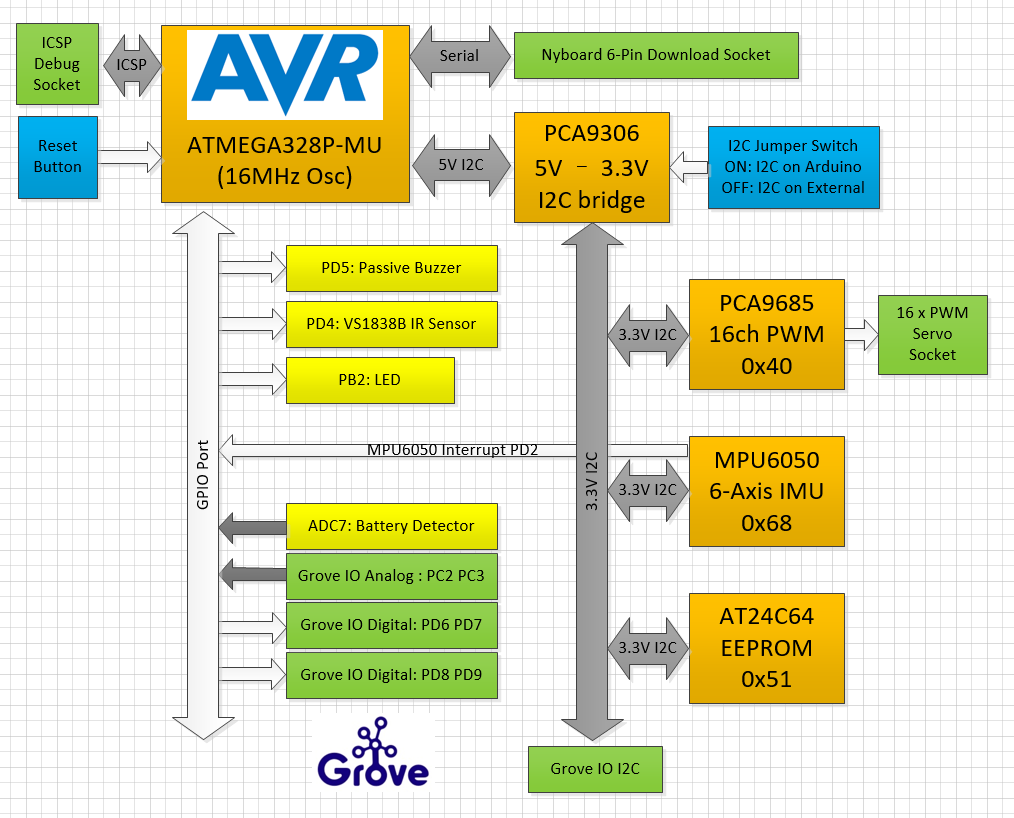 ICSP
Debug
Socket
ICSP
AVR
ATMEGA328P-MU
(16MHz Osc)
Serial
Nyboard 6-Pin Download Socket
Reset
Button
5V I2C
PCA9306
5V – 3.3V
I2C bridge
I2C Jumper Switch
ON: I2C on Arduino
OFF: I2C on External
PD5: Passive Buzzer
PD4: VS1838B IR Sensor
PB2: LED
GPIO Port
MPU6050 Interrupt PD2
ADC7: Battery Detector
Grove IO Analog : PC2 PC3
Grove IO Digital: PD6 PD7
Grove IO Digital: PD8 PD9
Grove
3.3V I2C
3.3V I2C
PCA9685
16ch PWM
0x40
16 x PWM
Servo
Socket
3.3V I2C
MPU6050
6-Axis IMU
0x68
3.3V I2C
AT24C64
EEPROM
0x51
Grove IO I2C